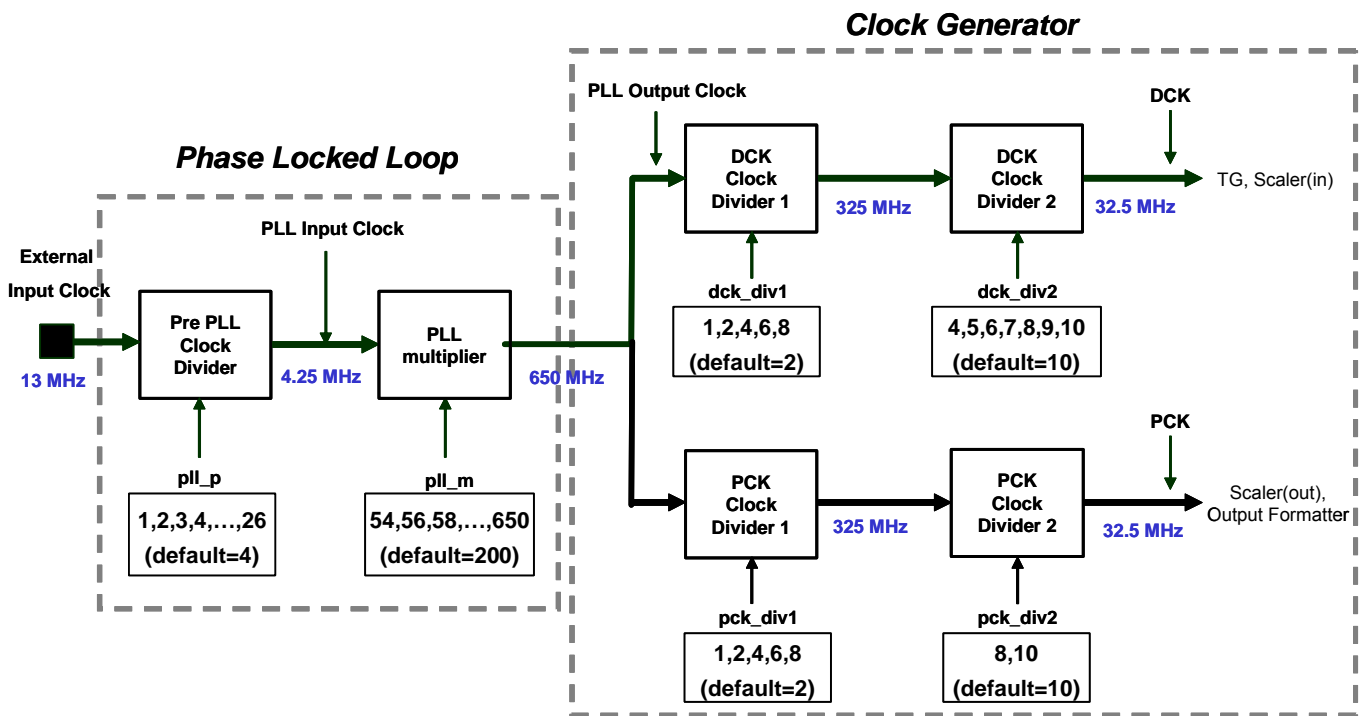 Clock Generator
Phase Locked Loop
External
Input Clock
13 MHz
Pre PLL
Clock
Divider
PLL Input Clock
4.25 MHz
PLL
multiplier
650 MHz
pll_p
1,2,3,4,...,26
(default=4)
pll_m
54,56,58,...,650
(default=200)
PLL Output Clock
DCK
Clock
Divider 1
325 MHz
DCK
Clock
Divider 2
DCK
32.5 MHz
TG, Scaler(in)
dck_div1
1,2,4,6,8
(default=2)
dck_div2
4,5,6,7,8,9,10
(default=10)
PCK
Clock
Divider 1
325 MHz
PCK
Clock
Divider 2
PCK
32.5 MHz
Scaler(out),
Output Formatter
pck_div1
1,2,4,6,8
(default=2)
pck_div2
8,10
(default=10)